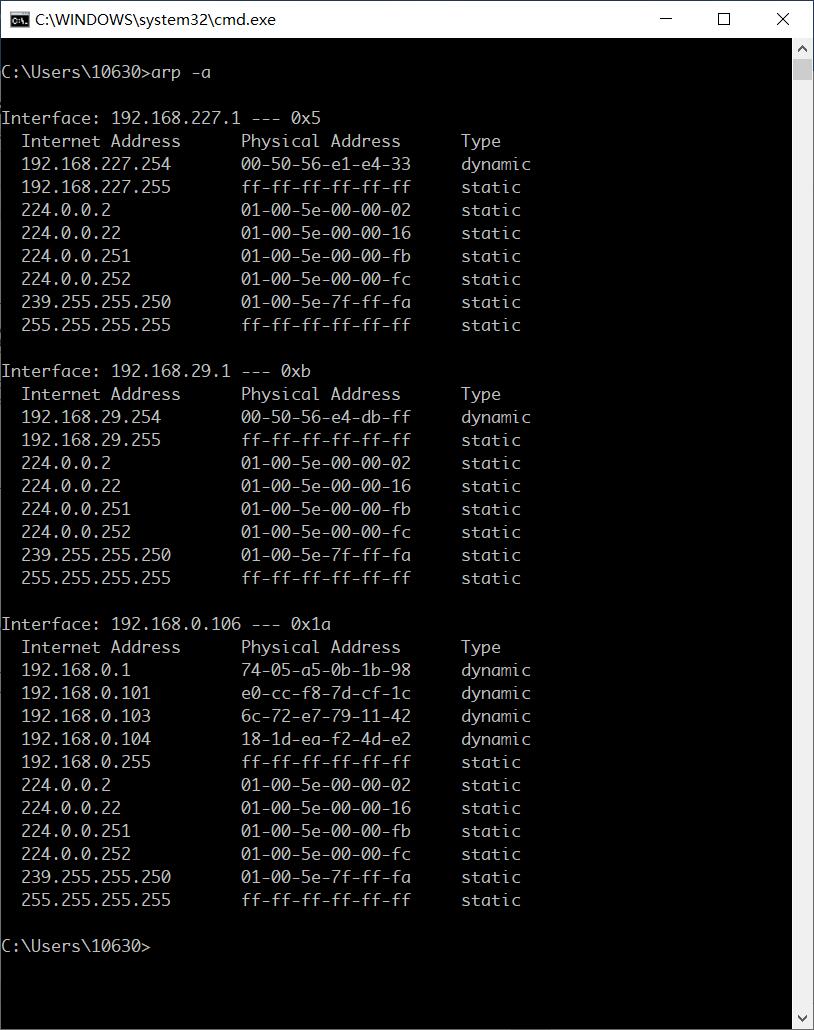 C:\WINDOWS\system32\cmd.exe
C:\Users\10630>arp -a
Interface: 192.168.227.1 --- 0x5
Internet Address Physical Address Type
192.168.227.254 00-50-56-e1-e4-33 dynamic
192.168.227.255 ff-ff-ff-ff-ff-ff static
224.0.0.2 01-00-5e-00-00-02 static
224.0.0.22 01-00-5e-00-00-16 static
224.0.0.251 01-00-5e-00-00-fb static
224.0.0.252 01-00-5e-00-00-fc static
239.255.255.250 01-00-5e-7f-ff-fa static
255.255.255.255 ff-ff-ff-ff-ff-ff static
Interface: 192.168.29.1 --- 0xb
Internet Address Physical Address Type
192.168.29.254 00-50-56-e4-db-ff dynamic
192.168.29.255 ff-ff-ff-ff-ff-ff static
224.0.0.2 01-00-5e-00-00-02 static
224.0.0.22 01-00-5e-00-00-16 static
224.0.0.251 01-00-5e-00-00-fb static
224.0.0.252 01-00-5e-00-00-fc static
239.255.255.250 01-00-5e-7f-ff-fa static
255.255.255.255 ff-ff-ff-ff-ff-ff static
Interface: 192.168.0.106 --- 0x1a
Internet Address Physical Address Type
192.168.0.1 74-05-a5-0b-1b-98 dynamic
192.168.0.101 e0-cc-f8-7d-cf-1c dynamic
192.168.0.103 6c-72-e7-79-11-42 dynamic
192.168.0.104 18-1d-ea-f2-4d-e2 dynamic
192.168.0.255 ff-ff-ff-ff-ff-ff static
224.0.0.2 01-00-5e-00-00-02 static
224.0.0.22 01-00-5e-00-00-16 static
224.0.0.251 01-00-5e-00-00-fb static
224.0.0.252 01-00-5e-00-00-fc static
239.255.255.250 01-00-5e-7f-ff-fa static
255.255.255.255 ff-ff-ff-ff-ff-ff static
C:\Users\10630>